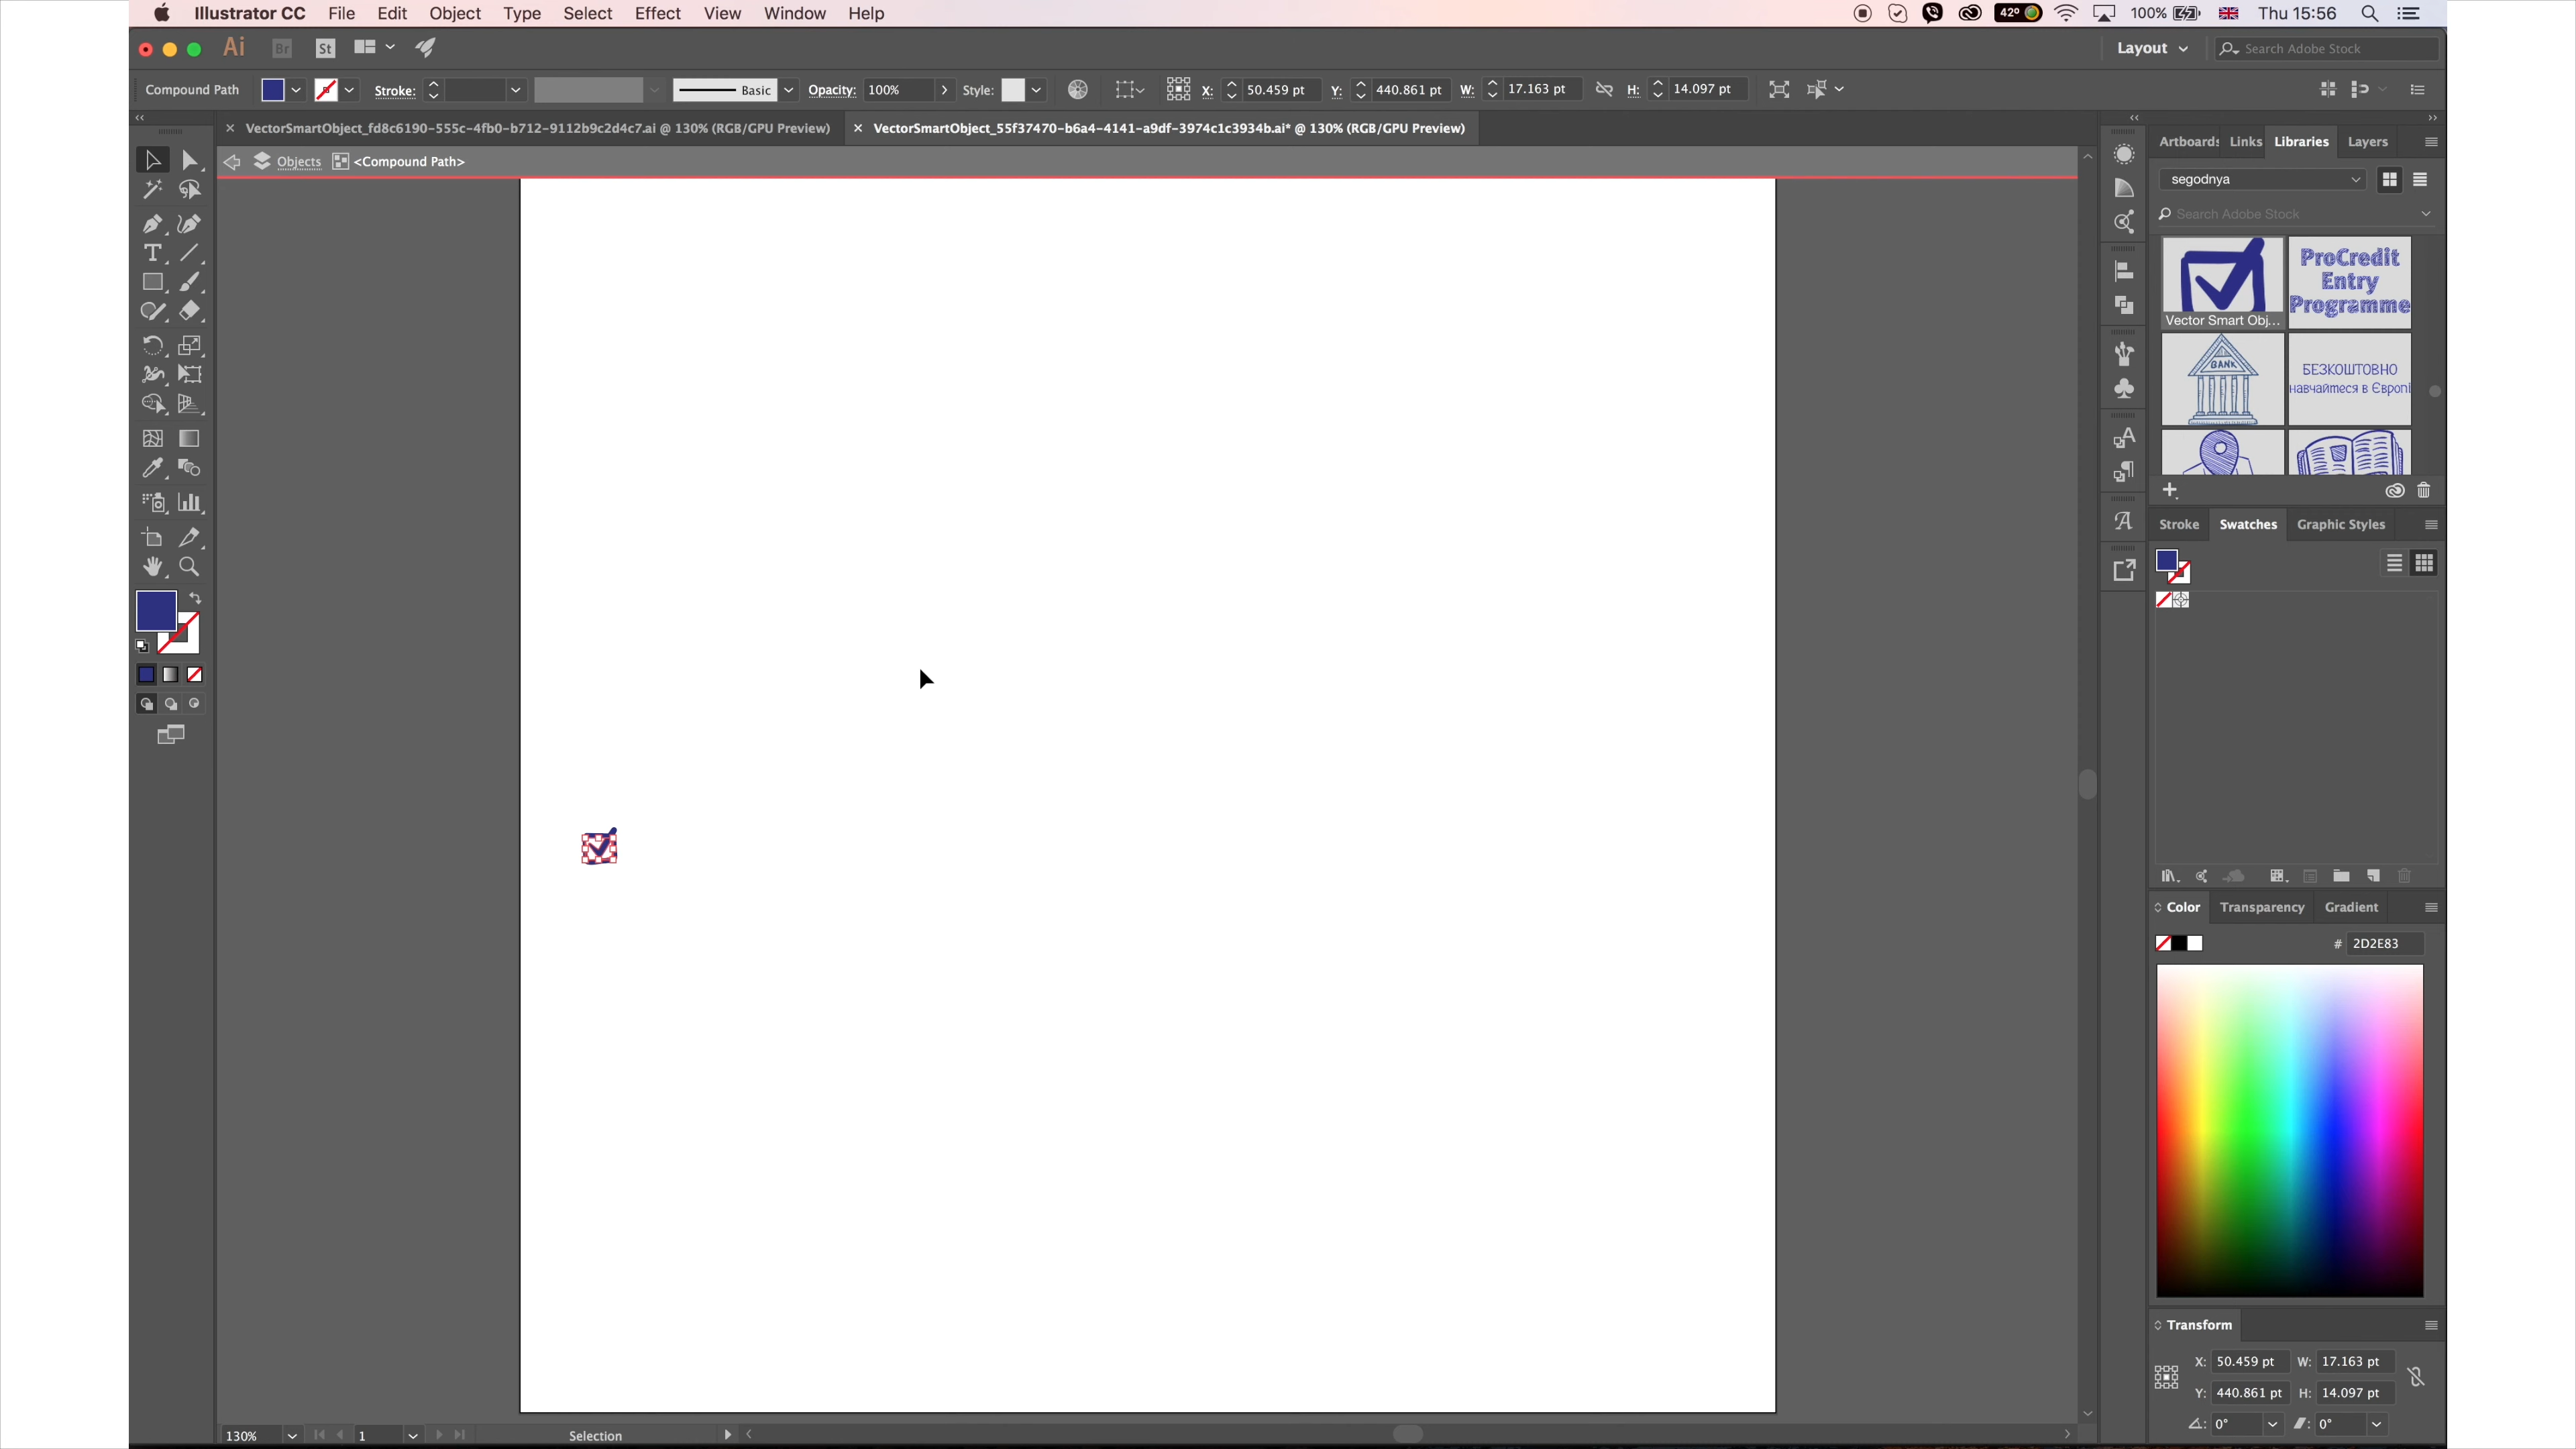 Illustrator CC File Edit Object Type Select Effect View Window Help
42° 100% Thu 15:56
Ai Br St Layout Search Adobe Stock
Compound Path Stroke: Basic Opacity: 100% Style: X: 50.459 pt Y: 440.861 pt W: 17.163 pt H: 14.097 pt
VectorSmartObject_fd8c6190-555c-4fb0-b712-9112b9c2d4c7.ai @ 130% (RGB/GPU Preview)
VectorSmartObject_55f37470-b6a4-4141-a9df-3974c1c3934b.ai* @ 130% (RGB/GPU Preview)
Objects <Compound Path>
Artboards Links Libraries Layers
segodnya
Search Adobe Stock
Vector Smart Obj...
ProCredit
Entry
Programme
BANK
БЕЗКОШТОВНО
навчайтеся в Європі
Stroke Swatches Graphic Styles
Color Transparency Gradient
# 2D2E83
Transform
X: 50.459 pt W: 17.163 pt
Y: 440.861 pt H: 14.097 pt
0° 0°
130% 1 Selection